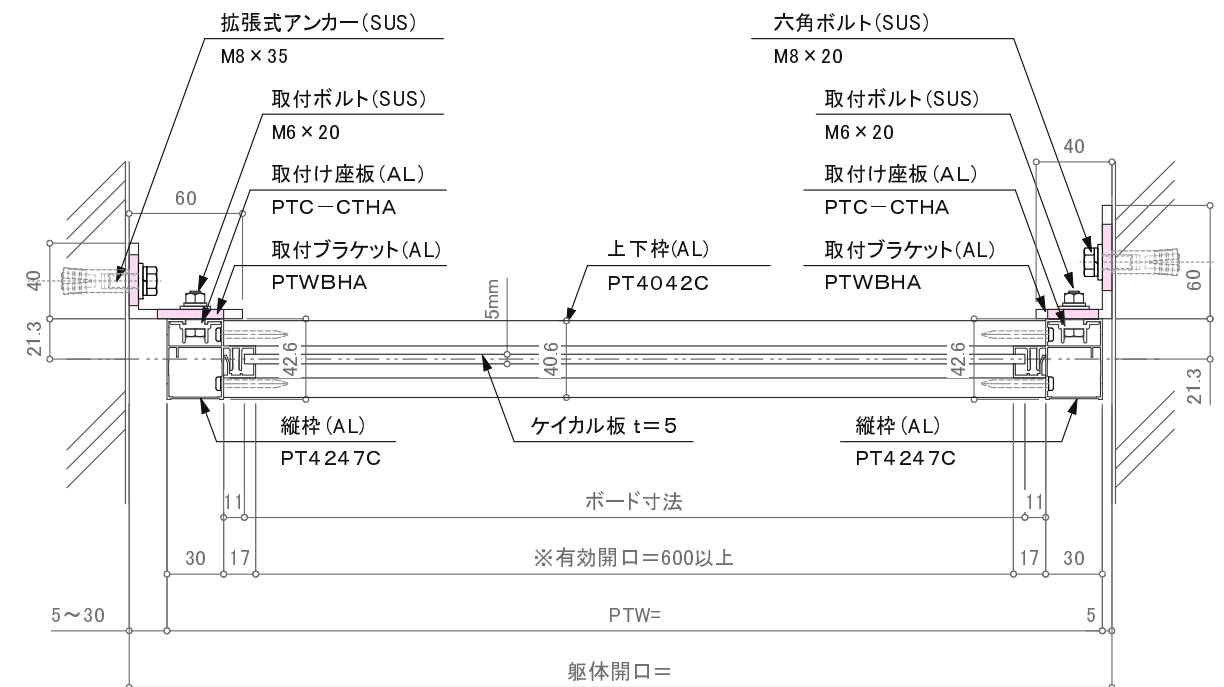 拡張式アンカー(SUS)
M8×35
六角ボルト(SUS)
M8×20
取付ボルト(SUS)
M6×20
取付ボルト(SUS)
M6×20
40
取付け座板(AL)
PTC－CTHA
取付け座板(AL)
PTC－CTHA
60
取付ブラケット(AL)
PTWBHA
上下枠(AL)
PT4042C
取付ブラケット(AL)
PTWBHA
40
5mm
60
21.3
42.6
40.6
42.6
21.3
縦枠(AL)
PT4247C
ケイカル板 t＝5
縦枠(AL)
PT4247C
11
ボード寸法
11
30
17
※有効開口＝600以上
17
30
5～30
PTW=
5
躯体開口＝